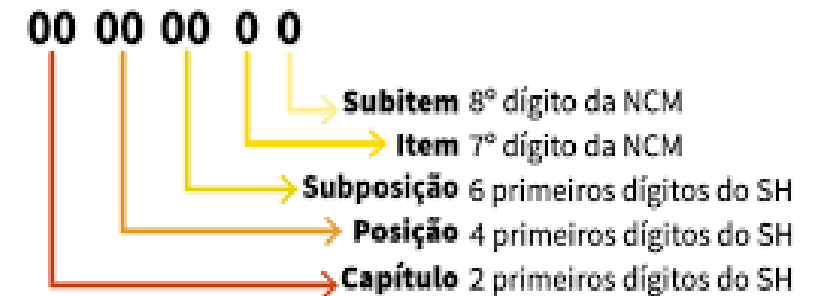 00 00 00 0 0
Subitem 8º dígito da NCM
Item 7º dígito da NCM
Subposição 6 primeiros dígitos do SH
Posição 4 primeiros dígitos do SH
Capítulo 2 primeiros dígitos do SH